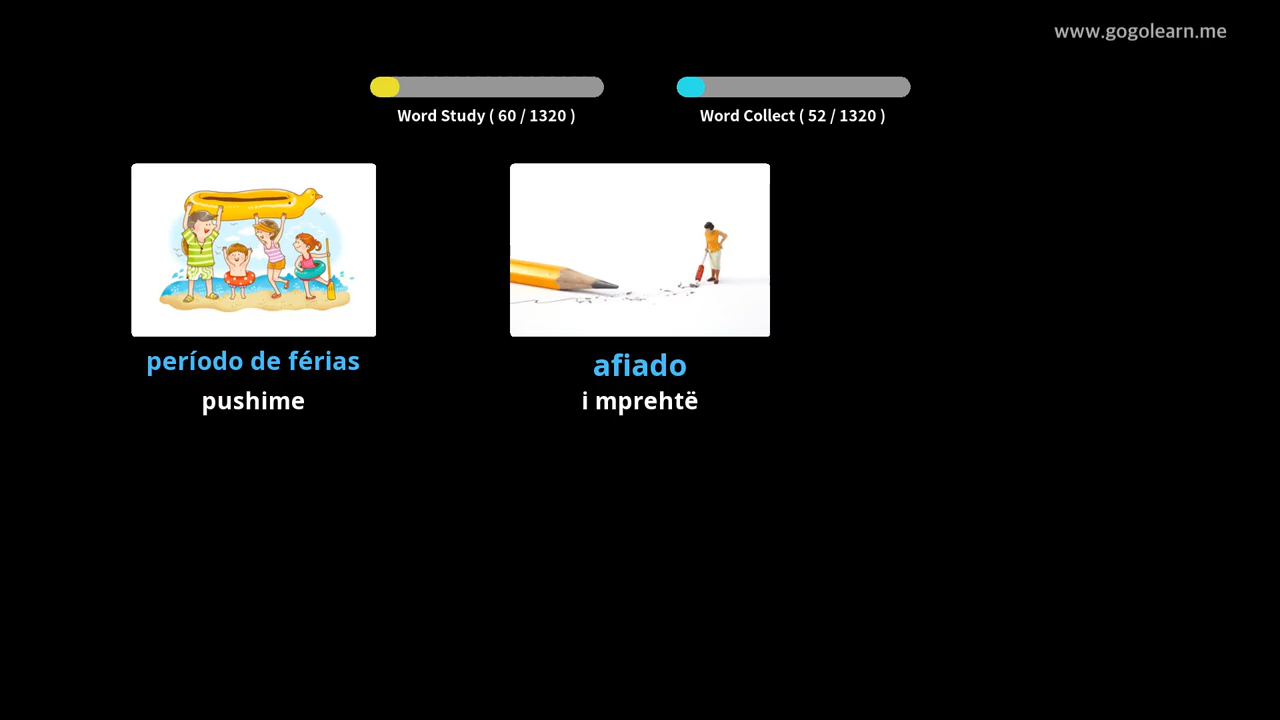 www.gogolearn.me
Word Study ( 60 / 1320 )
Word Collect ( 52 / 1320 )
período de férias
pushime
afiado
i mprehtë